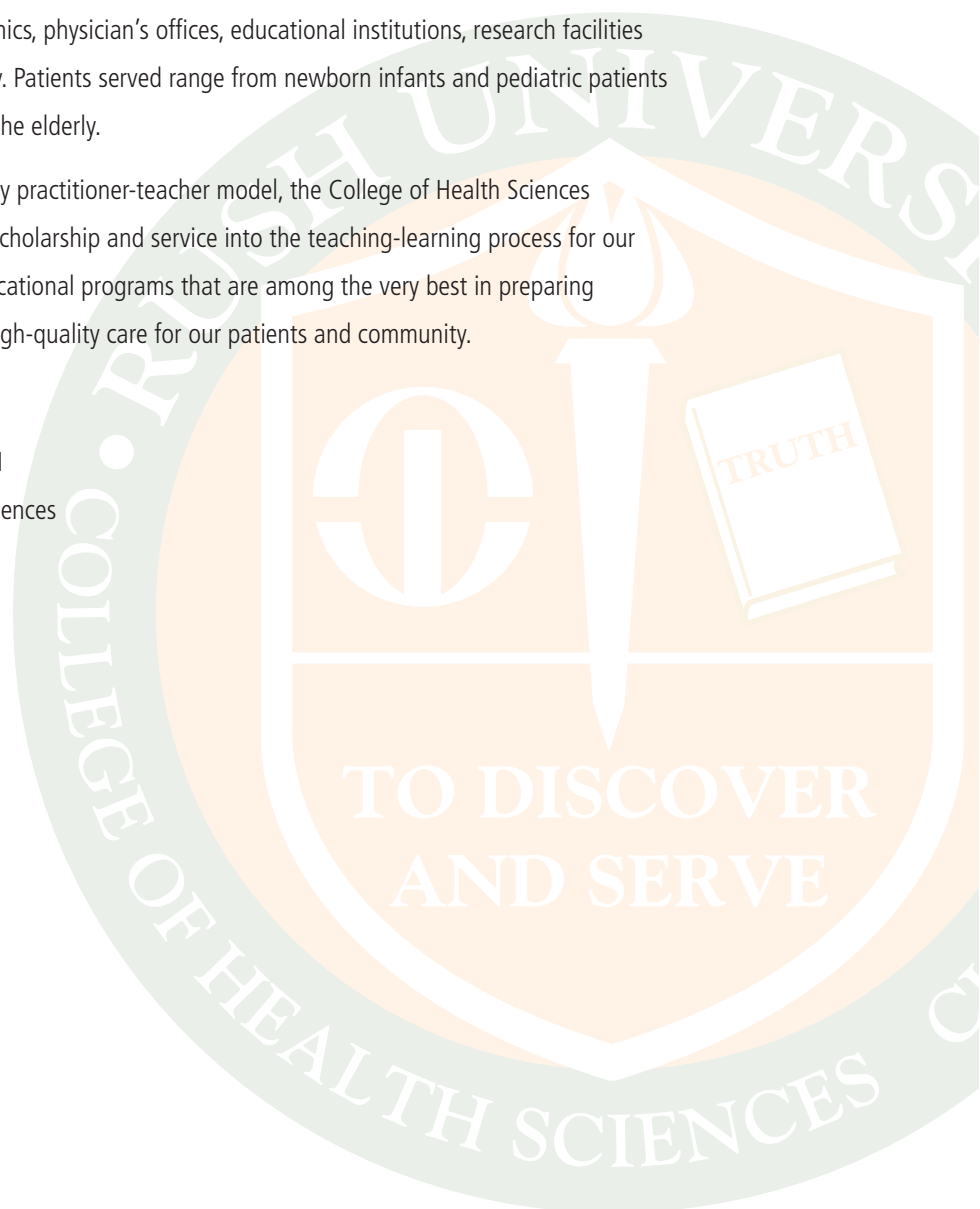 nics, physician's offices, educational institutions, research facilities
y. Patients served range from newborn infants and pediatric patients
he elderly.
y practitioner-teacher model, the College of Health Sciences
cholarship and service into the teaching-learning process for our
cational programs that are among the very best in preparing
gh-quality care for our patients and community.
ences
• RUSH UNIVERS
COLLEGE OF HEALTH SCIENCES
TRUTH
TO DISCOVER
AND SERVE